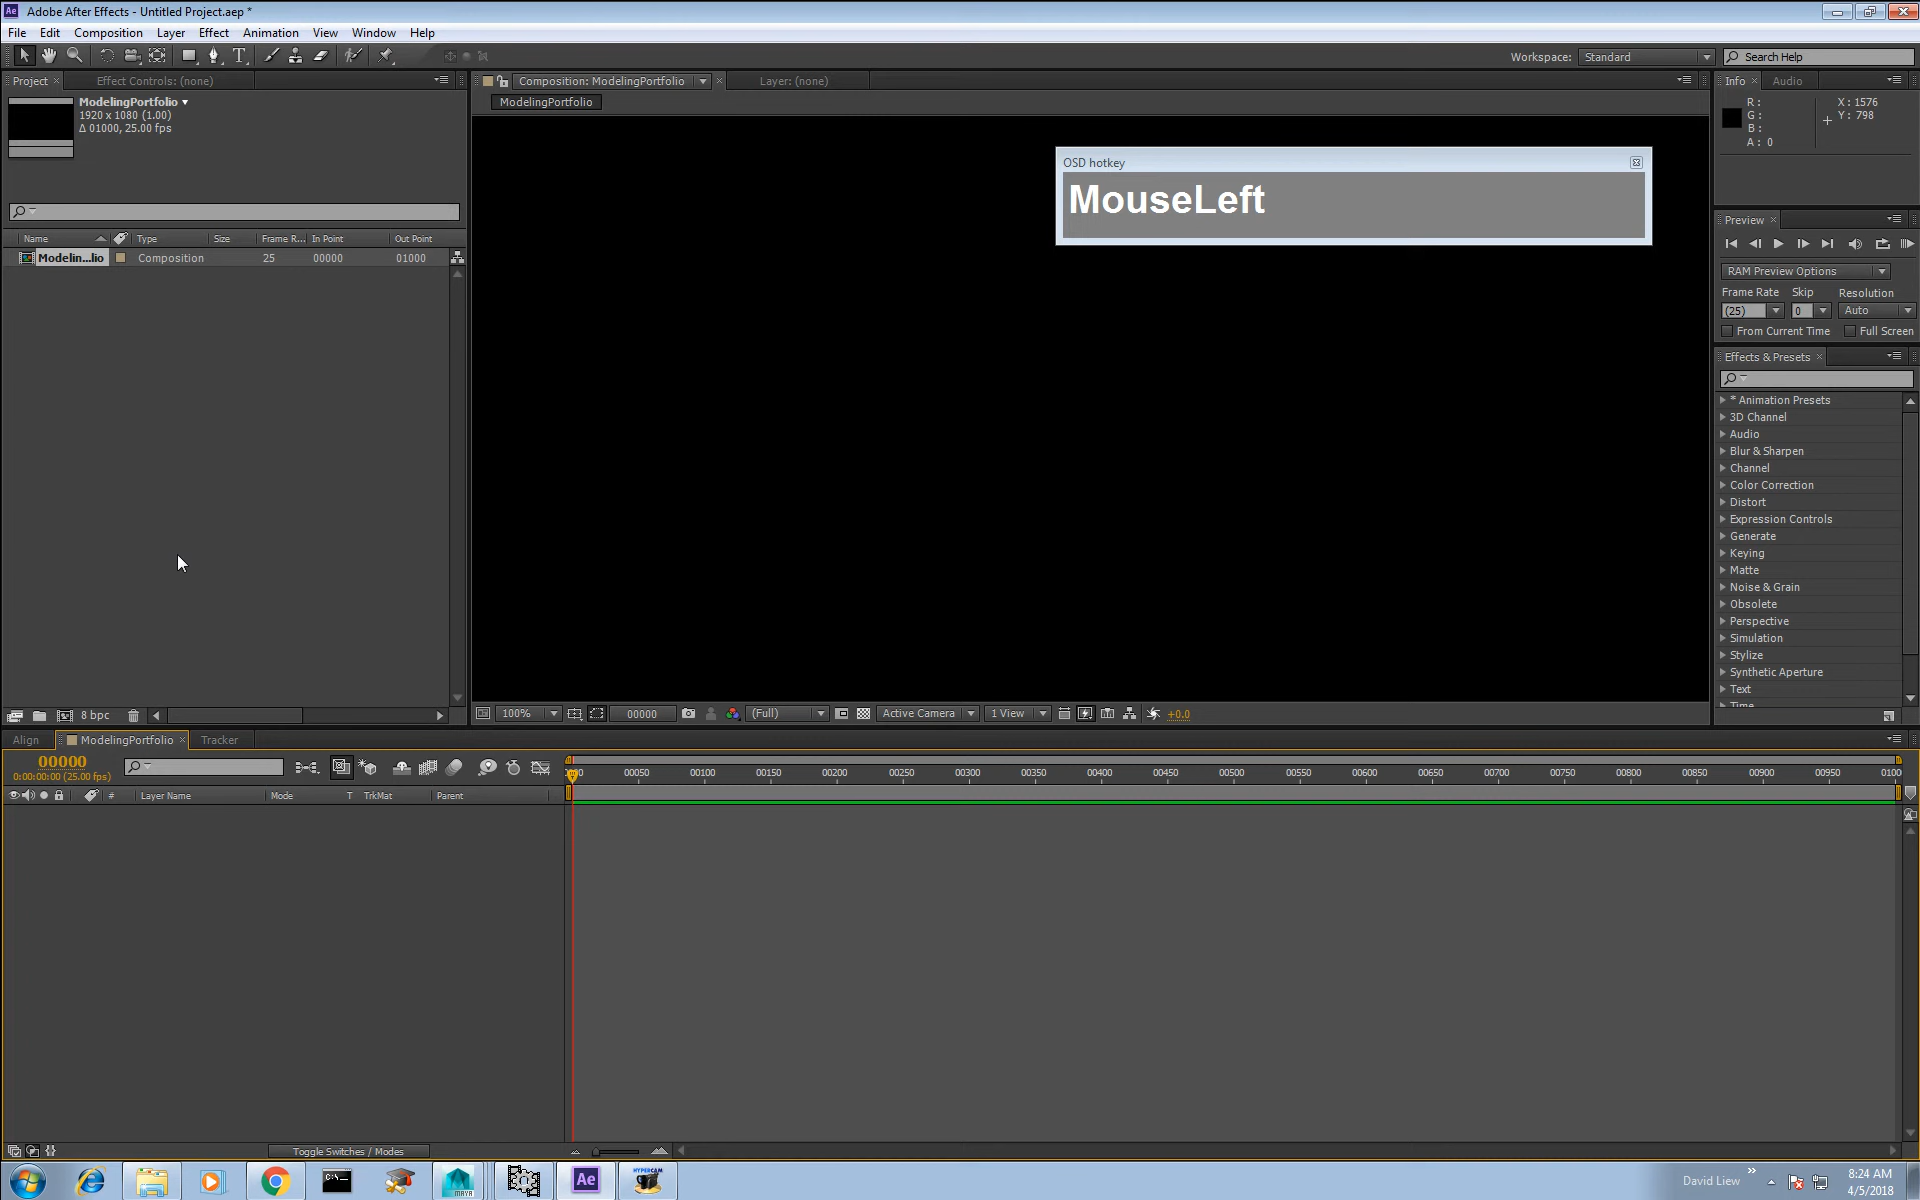 Adobe After Effects - Untitled Project.aep *
File Edit Composition Layer Effect Animation View Window Help
Workspace: Standard Search Help
Project Effect Controls: (none)
ModelingPortfolio
1920 x 1080 (1.00)
Δ 01000, 25.00 fps
Name Type Size Frame R... In Point Out Point
Modelin...lio Composition 25 00000 01000
8 bpc
Composition: ModelingPortfolio Layer: (none)
ModelingPortfolio
OSD hotkey
MouseLeft
100% 00000 (Full) Active Camera 1 View +0.0
Info Audio
R :
G :
B :
A : 0
X : 1576
Y : 798
Preview
RAM Preview Options
Frame Rate Skip Resolution
(25) 0 Auto
From Current Time Full Screen
Effects & Presets
* Animation Presets
3D Channel
Audio
Blur & Sharpen
Channel
Color Correction
Distort
Expression Controls
Generate
Keying
Matte
Noise & Grain
Obsolete
Perspective
Simulation
Stylize
Synthetic Aperture
Text
Time
Align ModelingPortfolio Tracker
00000
0:00:00:00 (25.00 fps)
00050 00100 00150 00200 00250 00300 00350 00400 00450 00500 00550 00600 00650 00700 00750 00800 00850 00900 00950 0100
# Layer Name Mode T TrkMat Parent
Toggle Switches / Modes
C:\_
MAYA
Ae
HYPERCAM
David Liew
»
8:24 AM
4/5/2018